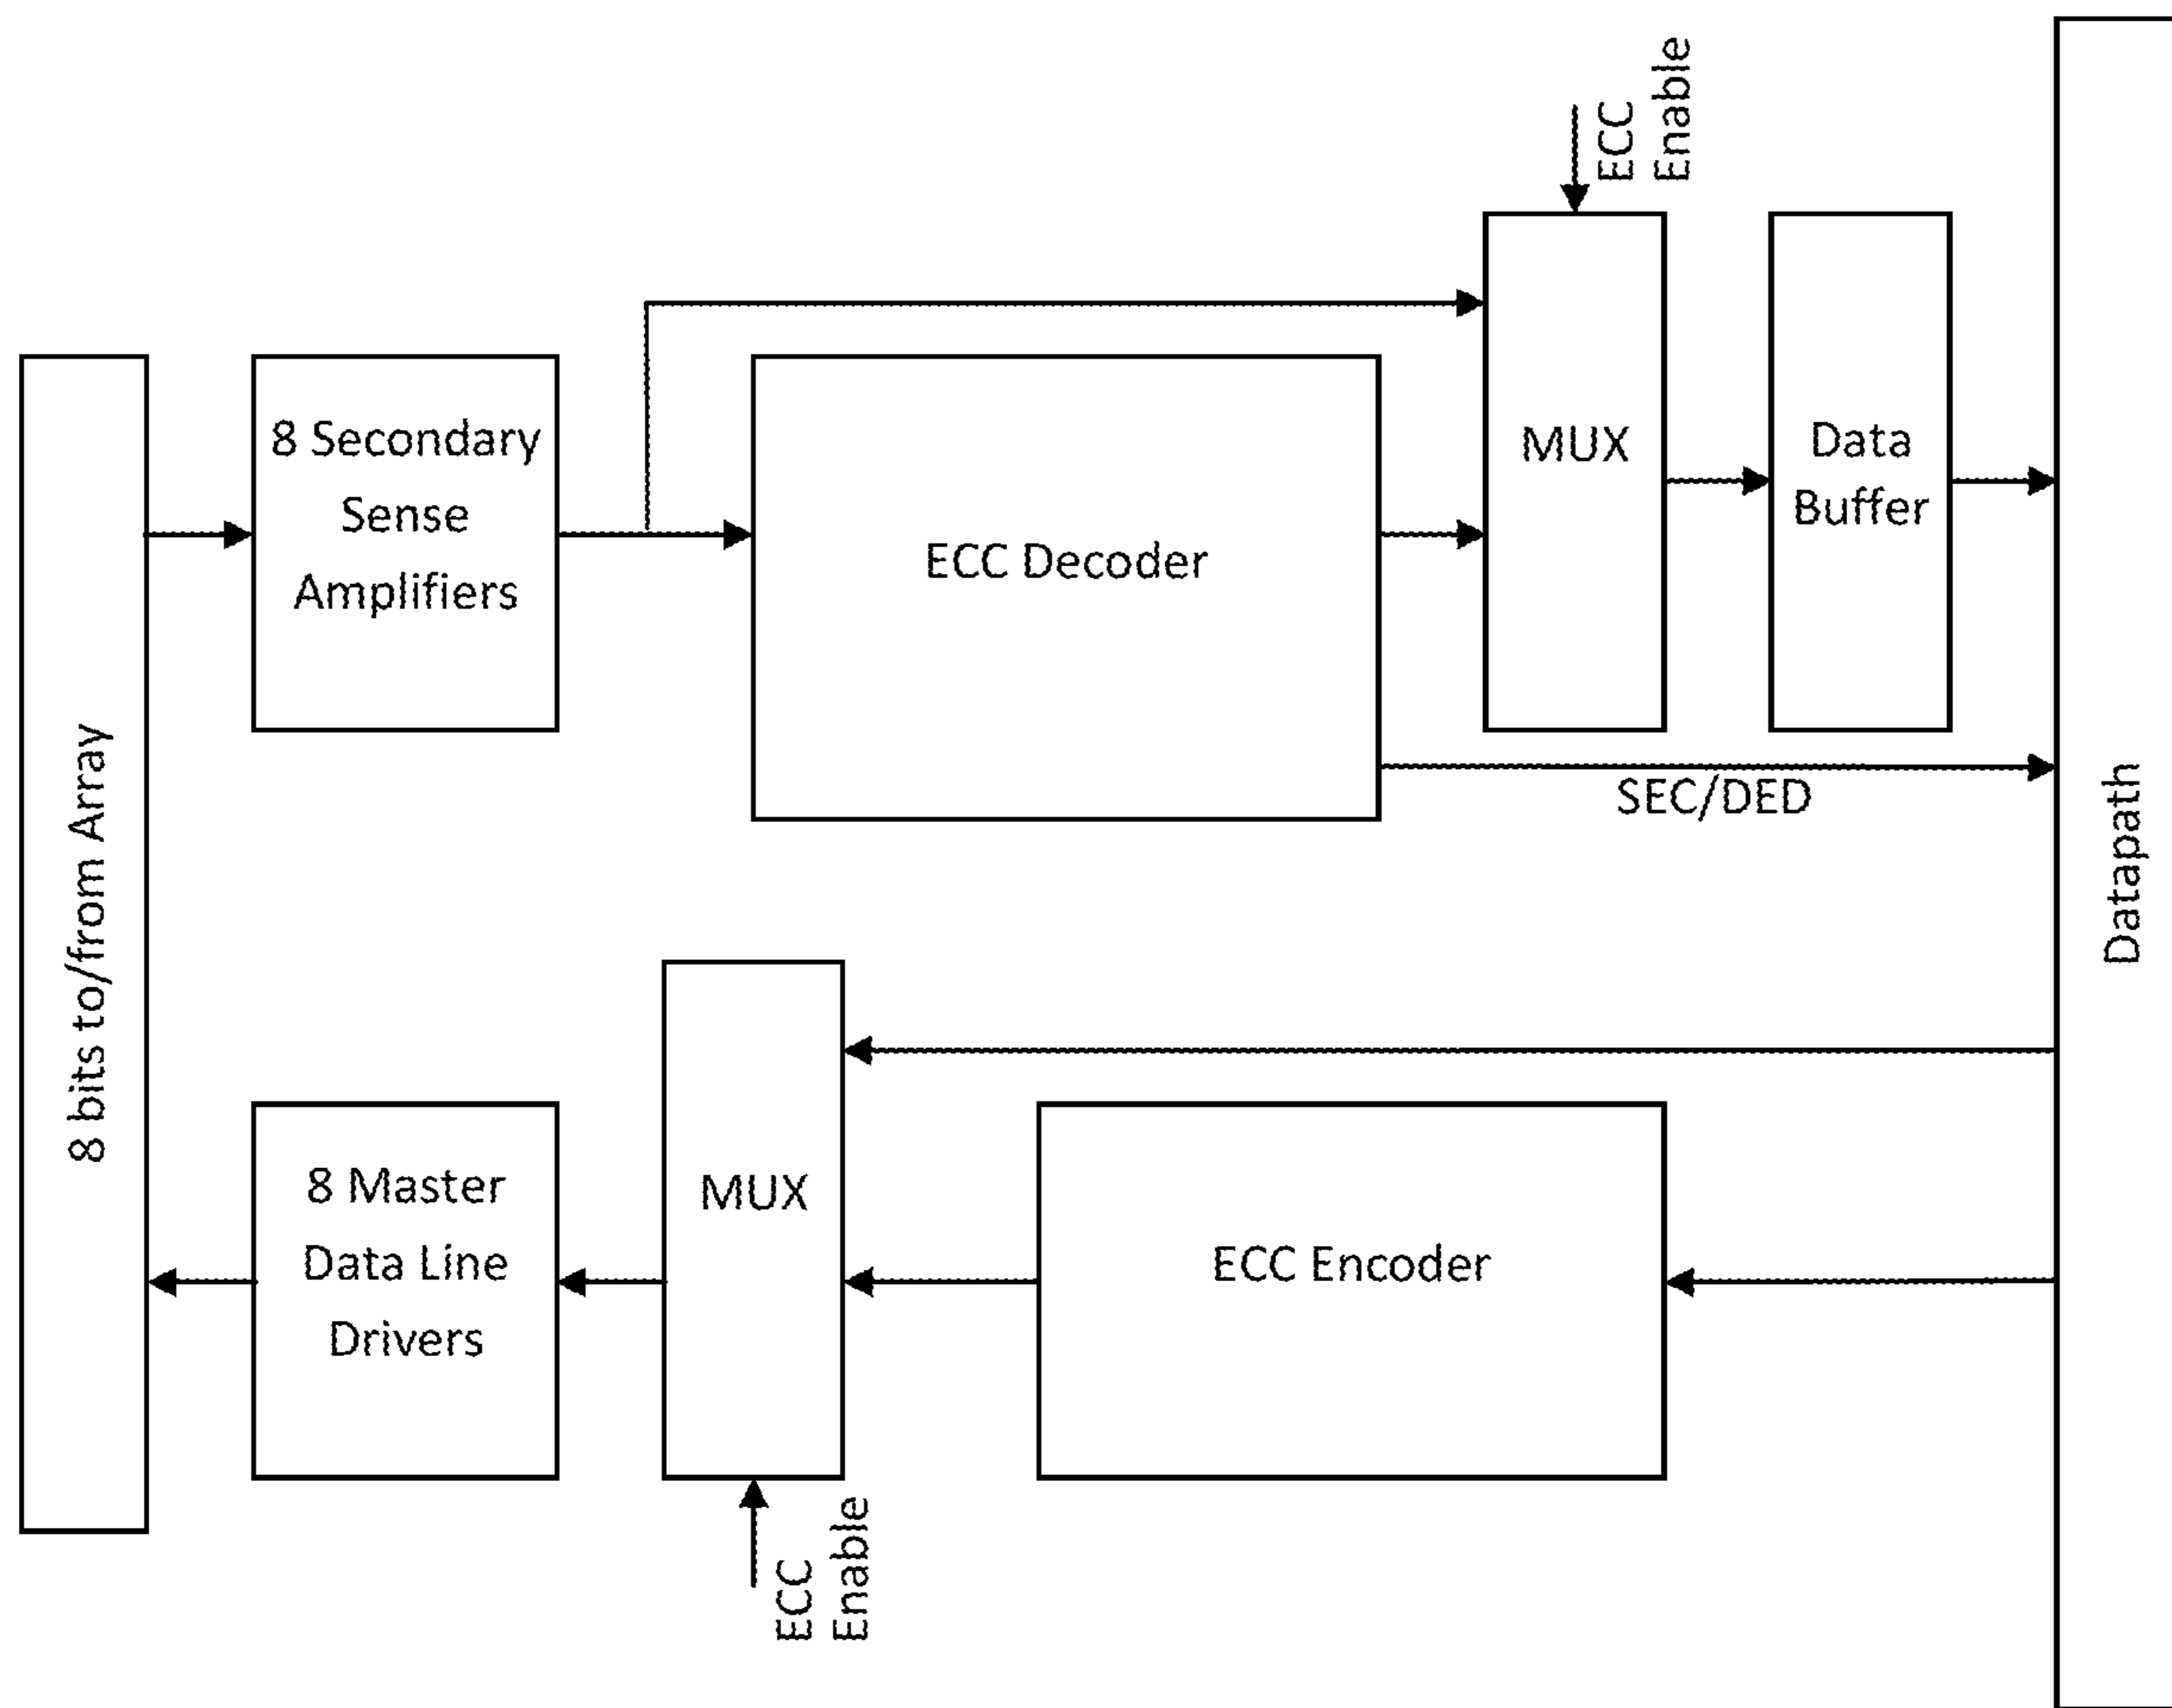 ECC
Enable
8 Secondary
Sense
Amplifiers
ECC Decoder
MUX
Data
Buffer
SEC/DED
8 bits to/from Array
Datapath
8 Master
Data Line
Drivers
MUX
ECC Encoder
ECC
Enable